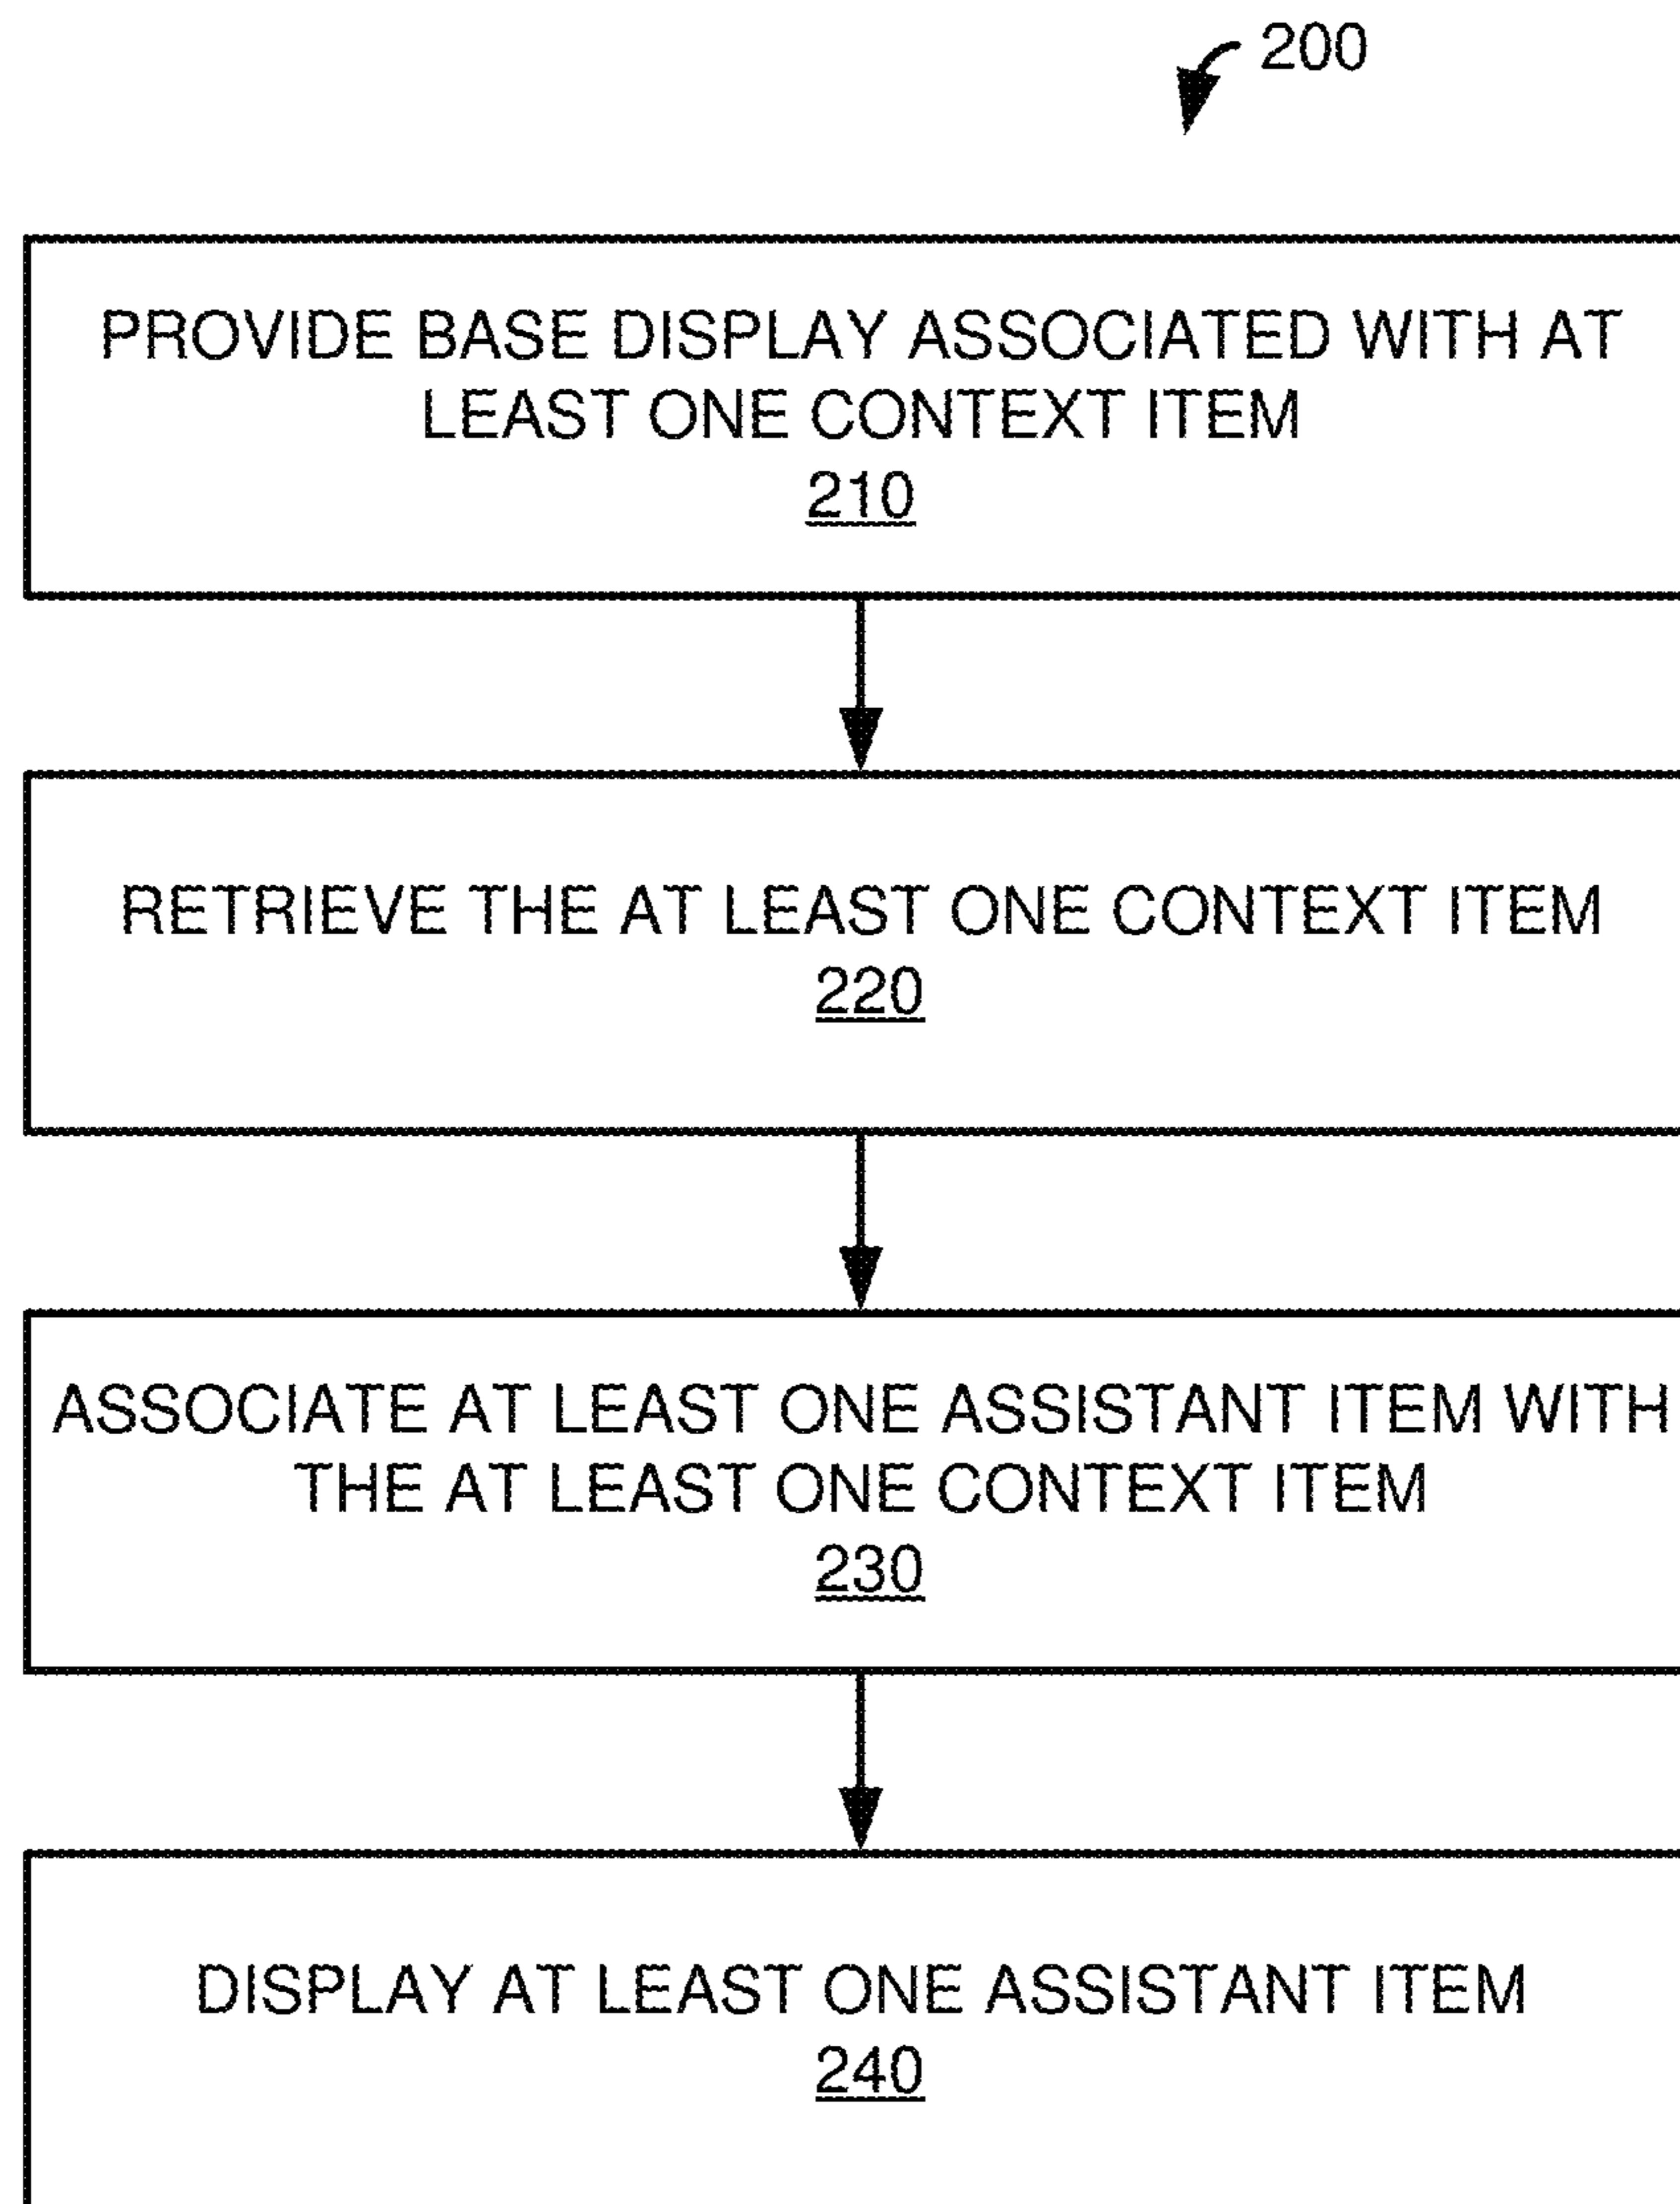 200
PROVIDE BASE DISPLAY ASSOCIATED WITH AT
LEAST ONE CONTEXT ITEM
210
RETRIEVE THE AT LEAST ONE CONTEXT ITEM
220
ASSOCIATE AT LEAST ONE ASSISTANT ITEM WITH
THE AT LEAST ONE CONTEXT ITEM
230
DISPLAY AT LEAST ONE ASSISTANT ITEM
240